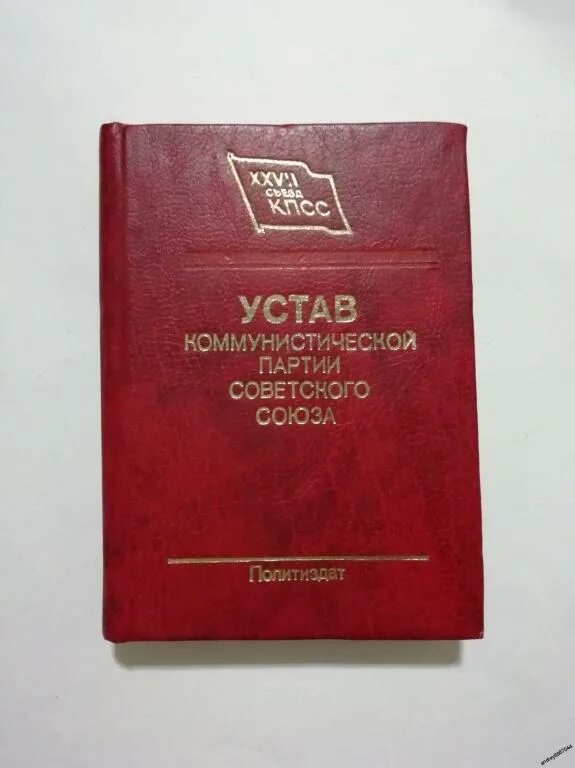 XXVII
съезд
КПСС
УСТАВ
КОММУНИСТИЧЕСКОЙ
ПАРТИИ
СОВЕТСКОГО
СОЮЗА
Политиздат